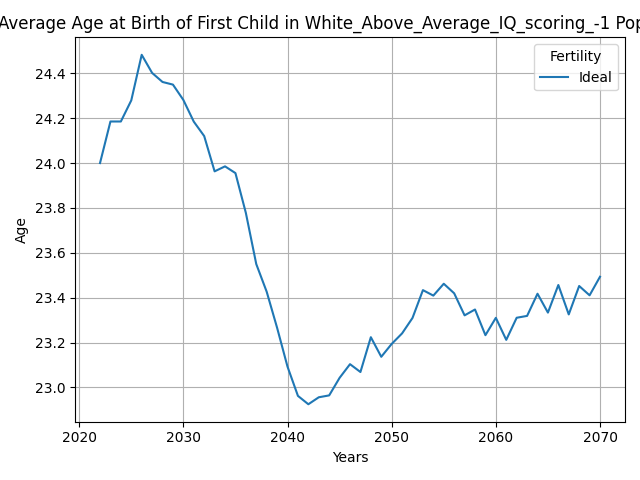 Average Age at Birth of First Child in White_Above_Average_IQ_scoring_-1 Pop
Fertility
Ideal
24.4
24.2
24.0
23.8
23.6
23.4
23.2
23.0
Age
2020 2030 2040 2050 2060 2070
Years